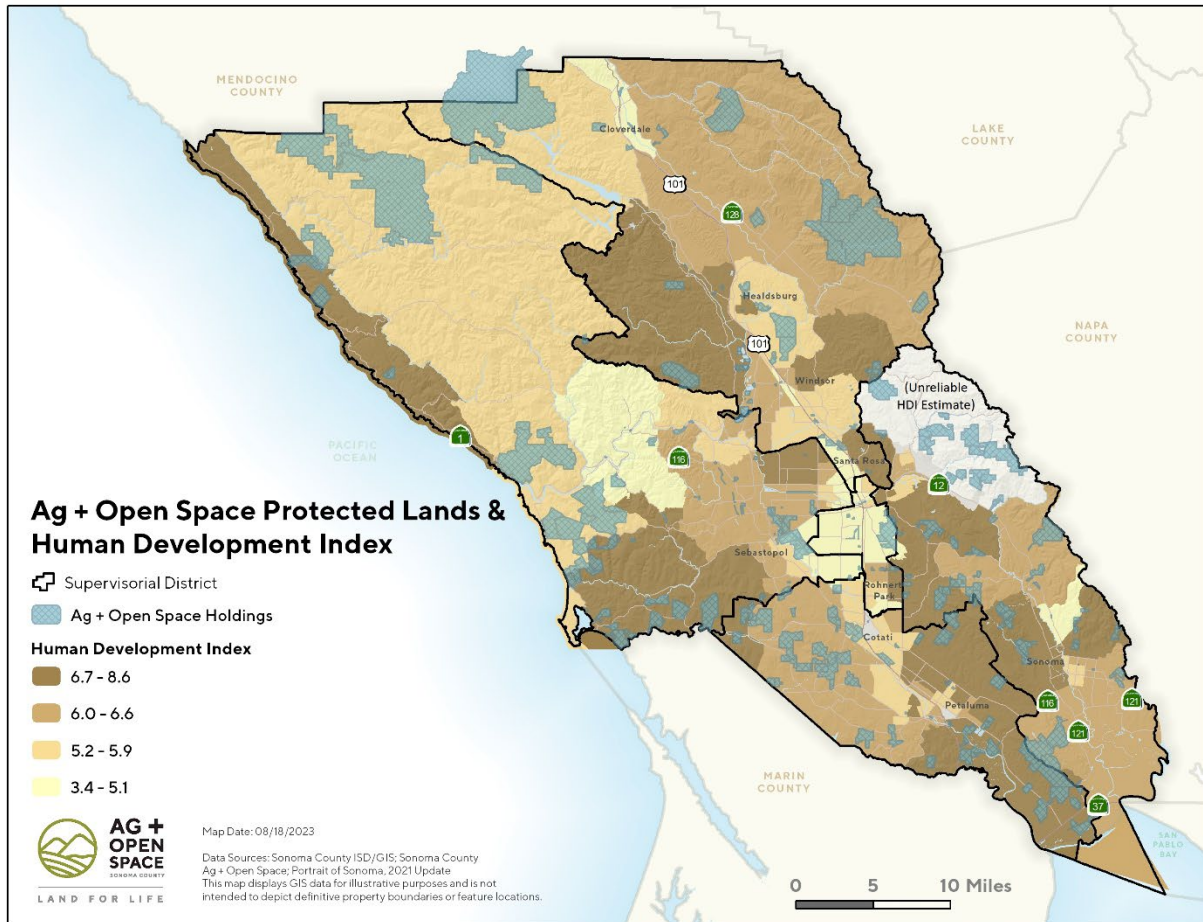 MENDOCINO
COUNTY
LAKE
COUNTY
Cloverdale
101
128
Healdsburg
NAPA
COUNTY
101
Windsor
(Unreliable
HDI Estimate)
PACIFIC
OCEAN
1
116
Santa Rosa
12
Sebastopol
Rohnert
Park
Cotati
Sonoma
Petaluma
116
121
121
MARIN
COUNTY
37
SAN
PABLO
BAY
Ag + Open Space Protected Lands &
Human Development Index
Supervisorial District
Ag + Open Space Holdings
Human Development Index
6.7 - 8.6
6.0 - 6.6
5.2 - 5.9
3.4 - 5.1
AG +
OPEN
SPACE
SONOMA COUNTY
LAND FOR LIFE
Map Date: 08/18/2023
Data Sources: Sonoma County ISD/GIS; Sonoma County
Ag + Open Space; Portrait of Sonoma, 2021 Update
This map displays GIS data for illustrative purposes and is not
intended to depict definitive property boundaries or feature locations.
0 5 10 Miles